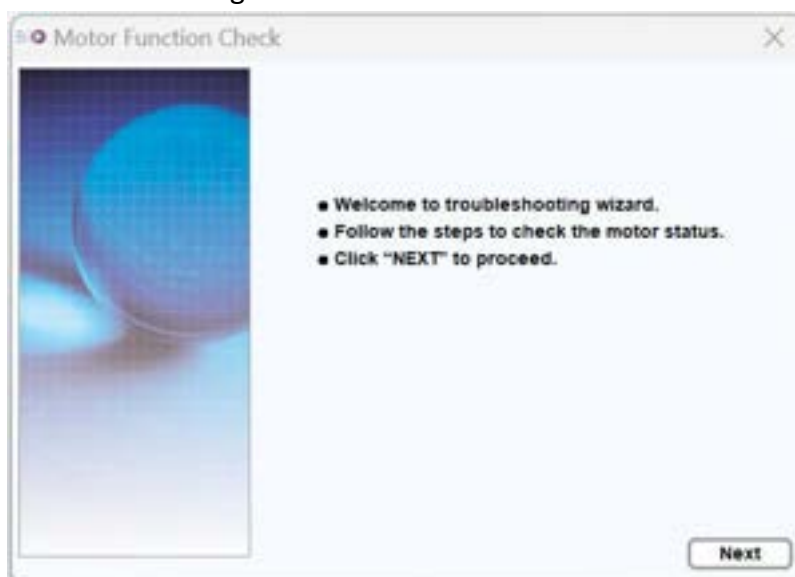 Motor Function Check
● Welcome to troubleshooting wizard.
● Follow the steps to check the motor status.
● Click “NEXT” to proceed.
Next